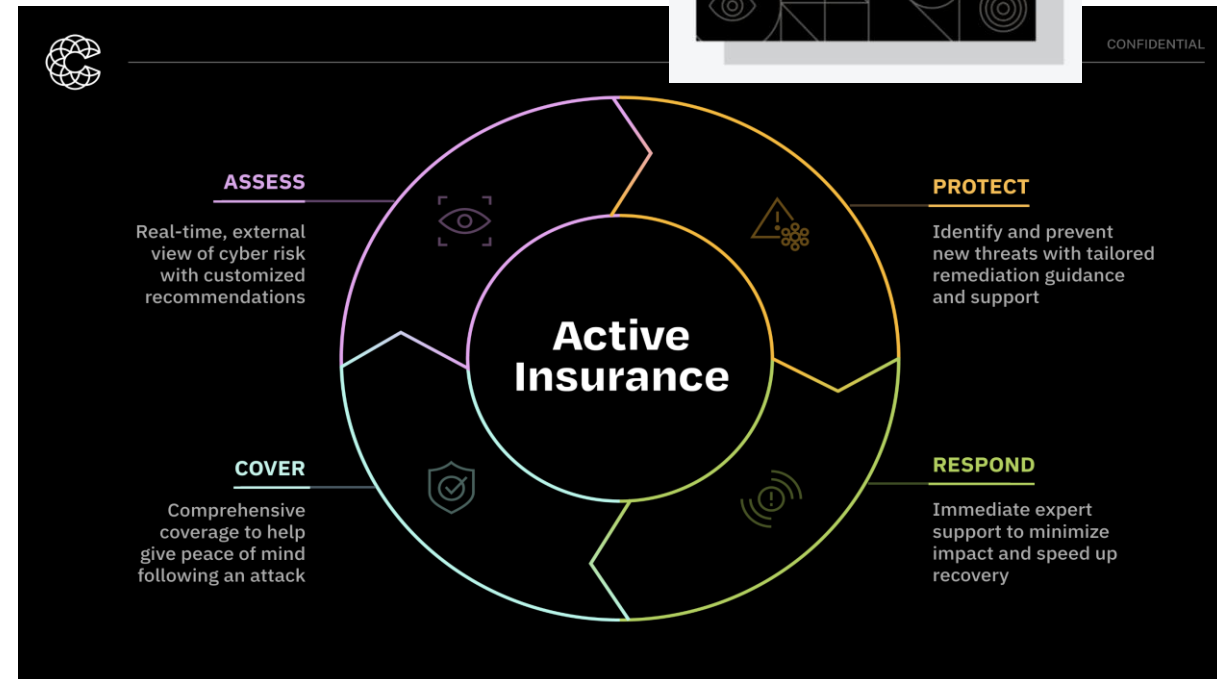 CONFIDENTIAL
ASSESS
Real-time, external
view of cyber risk
with customized
recommendations
PROTECT
Identify and prevent
new threats with tailored
remediation guidance
and support
Active
Insurance
COVER
Comprehensive
coverage to help
give peace of mind
following an attack
RESPOND
Immediate expert
support to minimize
impact and speed up
recovery